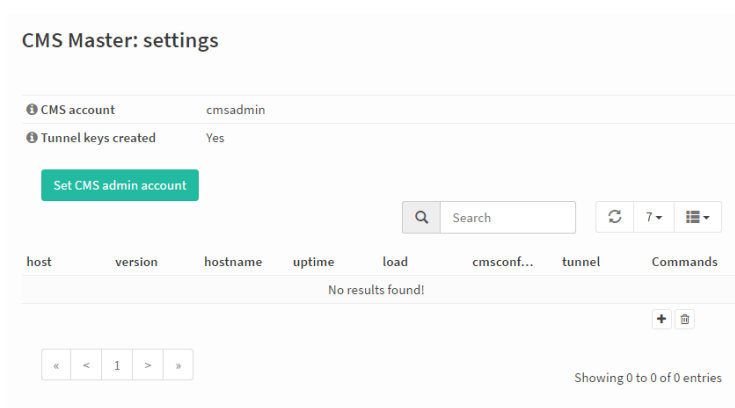 CMS Master: settings
CMS account cmsadmin
Tunnel keys created Yes
Set CMS admin account
Search 7
host version hostname uptime load cmsconf... tunnel Commands
No results found!
« < 1 > »
Showing 0 to 0 of 0 entries